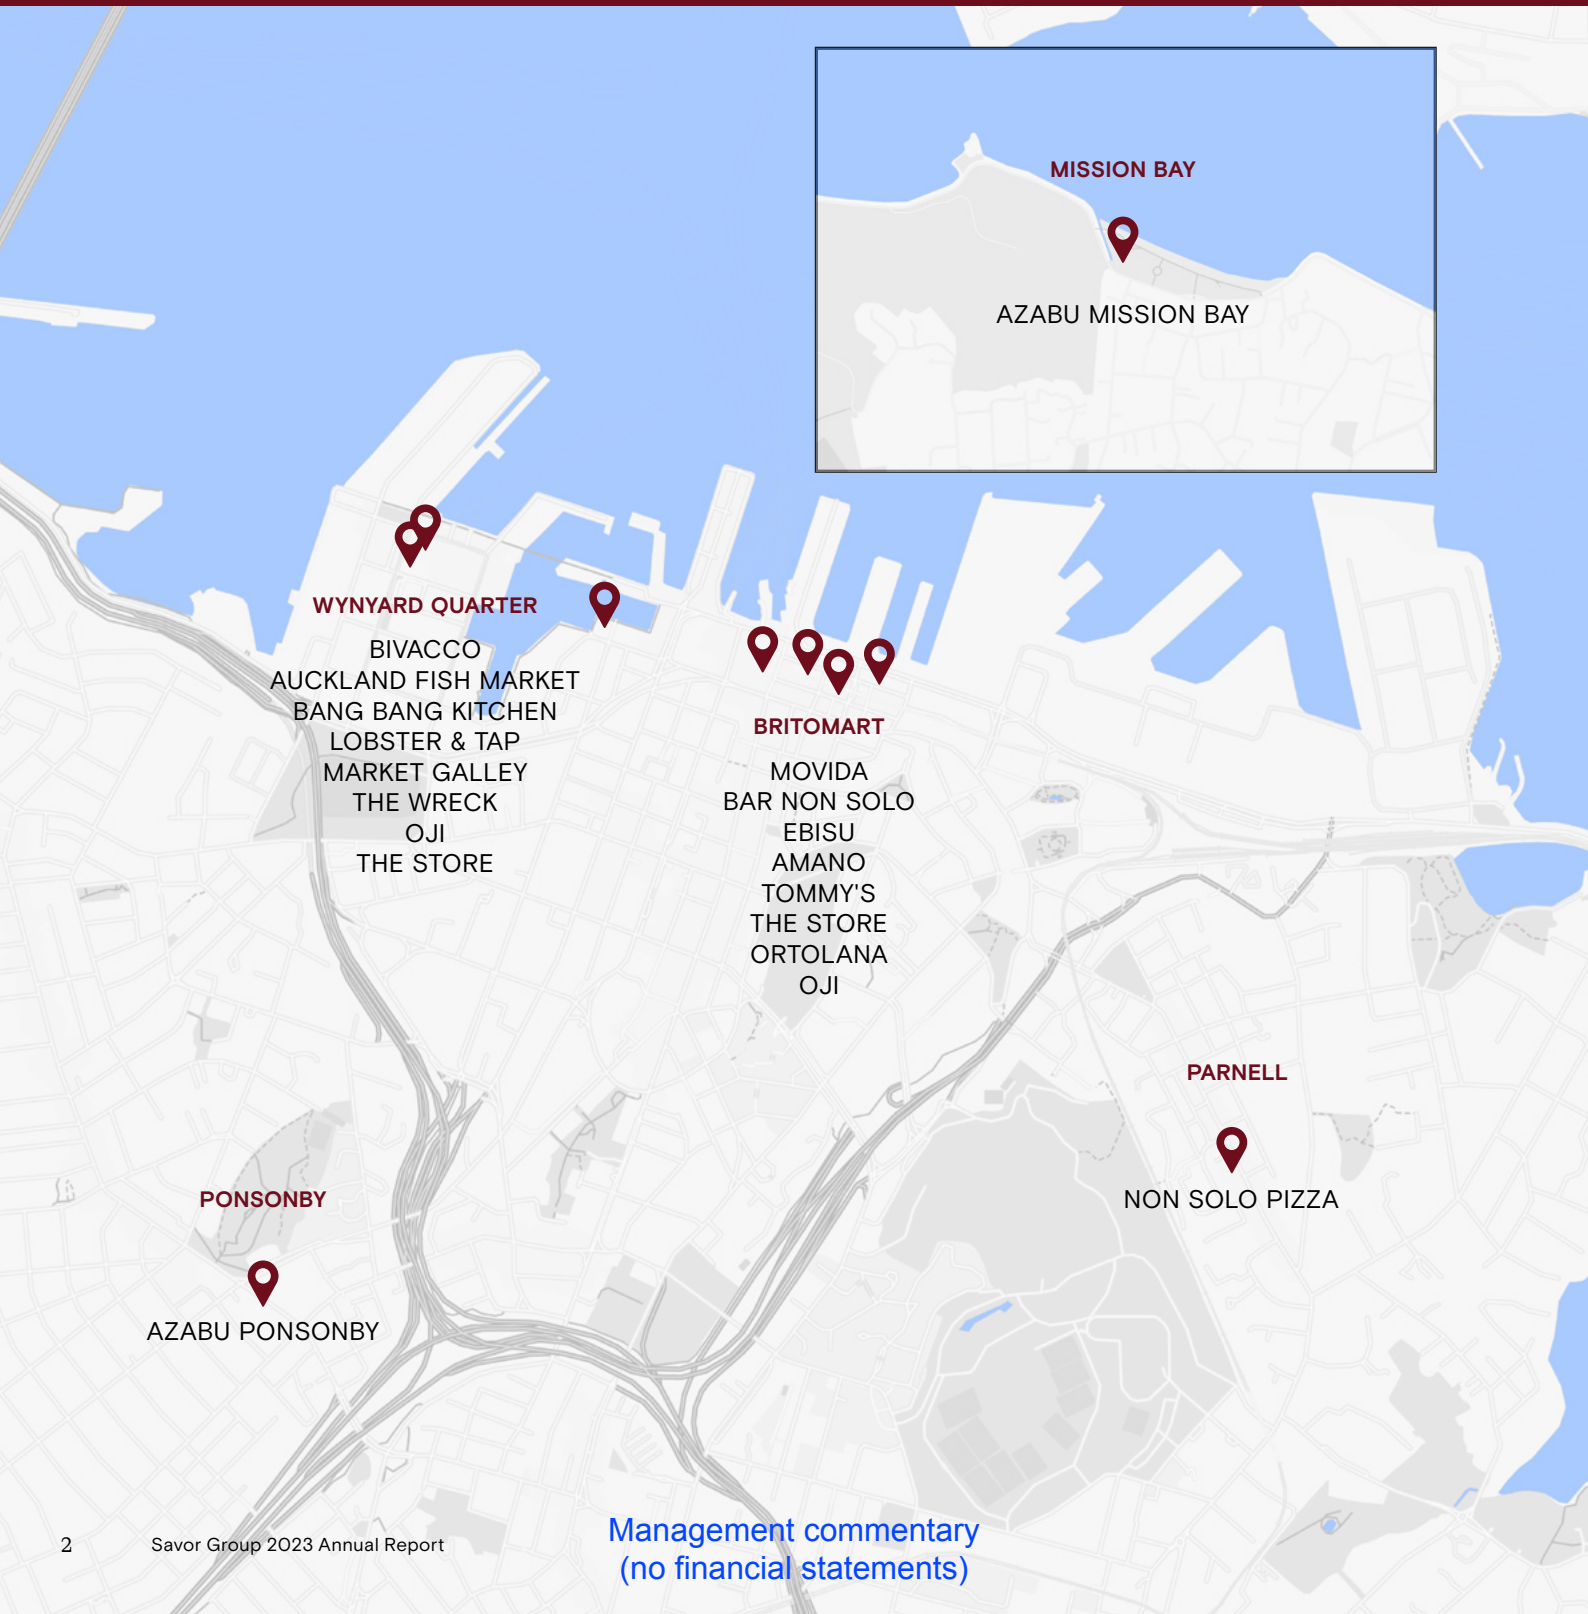 MISSION BAY
AZABU MISSION BAY
WYNYARD QUARTER
BIVACCO
AUCKLAND FISH MARKET
BANG BANG KITCHEN
LOBSTER & TAP
MARKET GALLEY
THE WRECK
OJI
THE STORE
BRITOMART
MOVIDA
BAR NON SOLO
EBISU
AMANO
TOMMY'S
THE STORE
ORTOLANA
OJI
PARNELL
NON SOLO PIZZA
PONSONBY
AZABU PONSONBY
2 Savor Group 2023 Annual Report
Management commentary
(no financial statements)